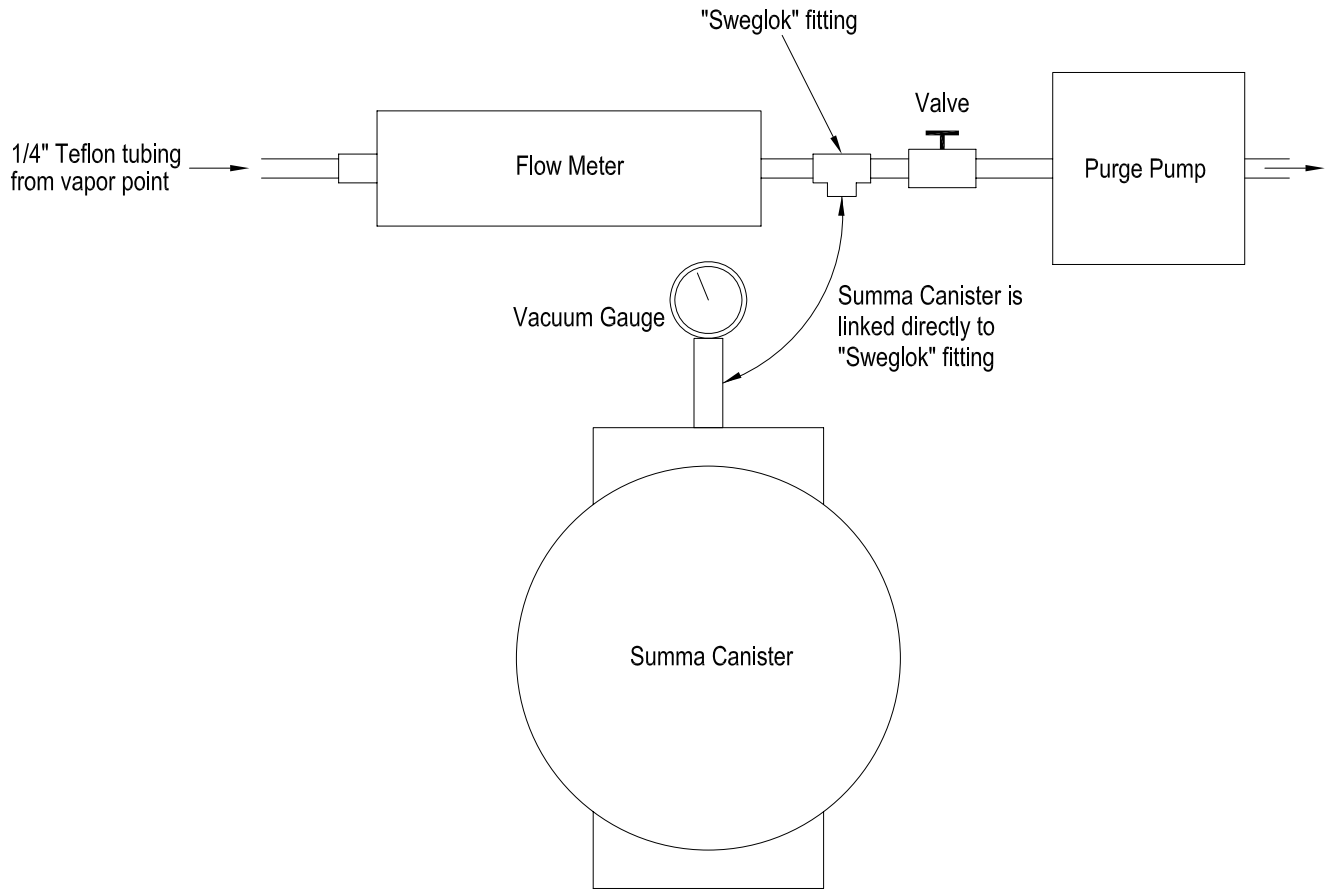 "Sweglok" fitting
Valve
1/4" Teflon tubing
from vapor point
Flow Meter
Purge Pump
Vacuum Gauge
Summa Canister is
linked directly to
"Sweglok" fitting
Summa Canister